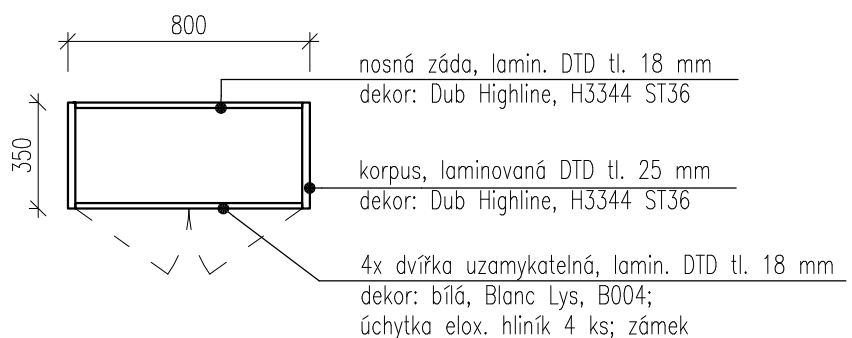 800
350
nosná záda, lamin. DTD tl. 18 mm
dekor: Dub Highline, H3344 ST36
korpus, laminovaná DTD tl. 25 mm
dekor: Dub Highline, H3344 ST36
4x dvířka uzamykatelná, lamin. DTD tl. 18 mm
dekor: bílá, Blanc Lys, B004;
úchytka elox. hliník 4 ks; zámek